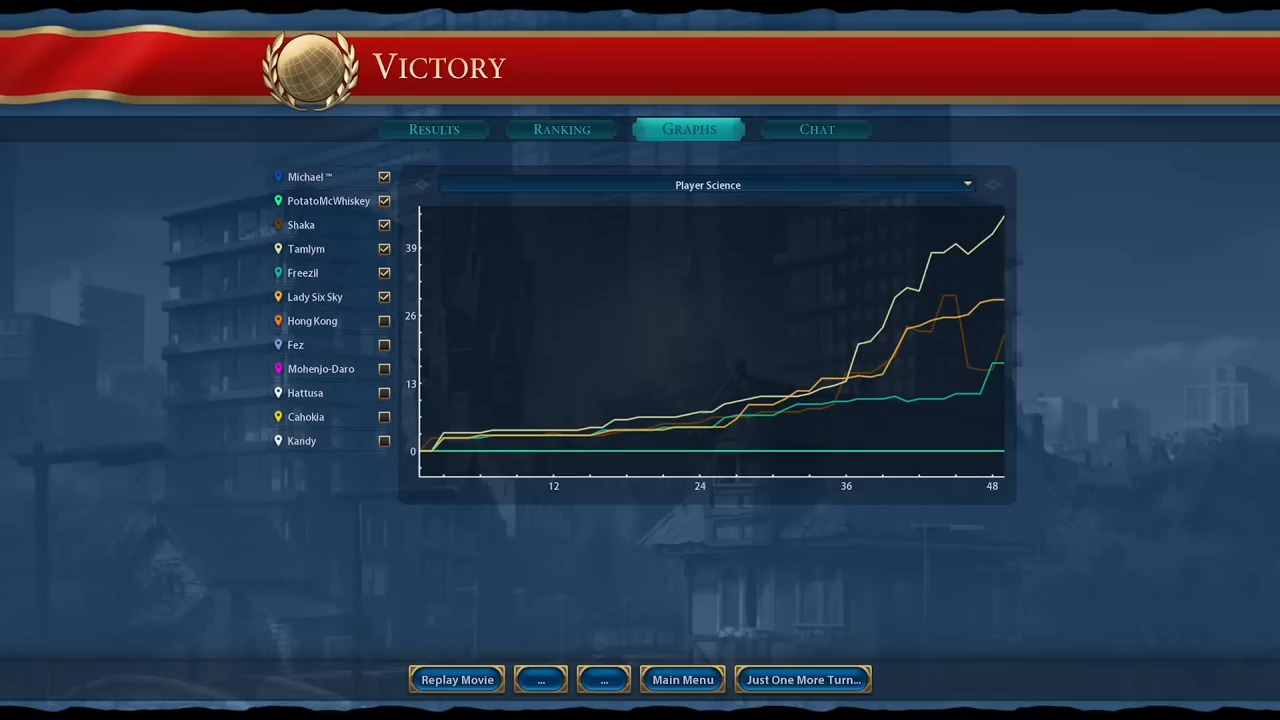 VICTORY
RESULTS
RANKING
GRAPHS
CHAT
Michael ™
PotatoMcWhiskey
Shaka
Tamlym
Freezil
Lady Six Sky
Hong Kong
Fez
Mohenjo-Daro
Hattusa
Cahokia
Kandy
Player Science
39
26
13
0
12
24
36
48
Replay Movie
...
...
Main Menu
Just One More Turn...